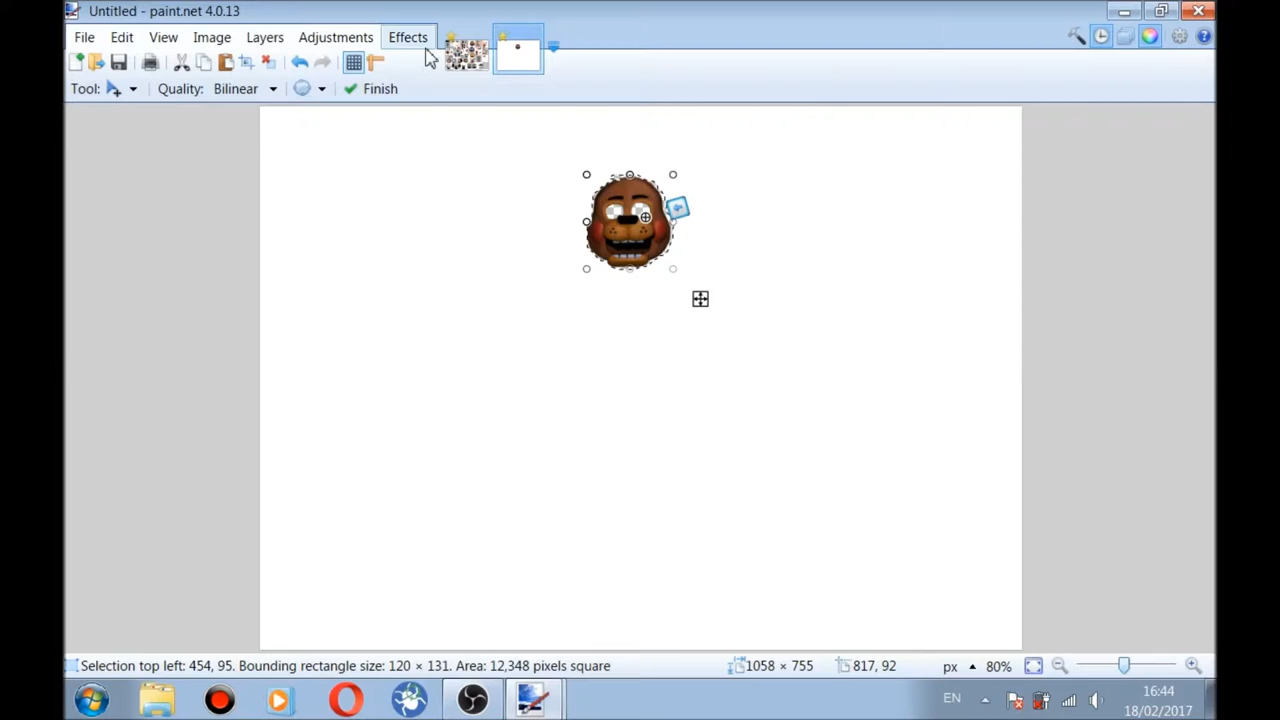 Untitled - paint.net 4.0.13
File Edit View Image Layers Adjustments Effects
Tool: Quality: Bilinear Finish
Selection top left: 454, 95. Bounding rectangle size: 120 × 131. Area: 12,348 pixels square 1058 × 755 817, 92 px 80%
EN 16:44
18/02/2017